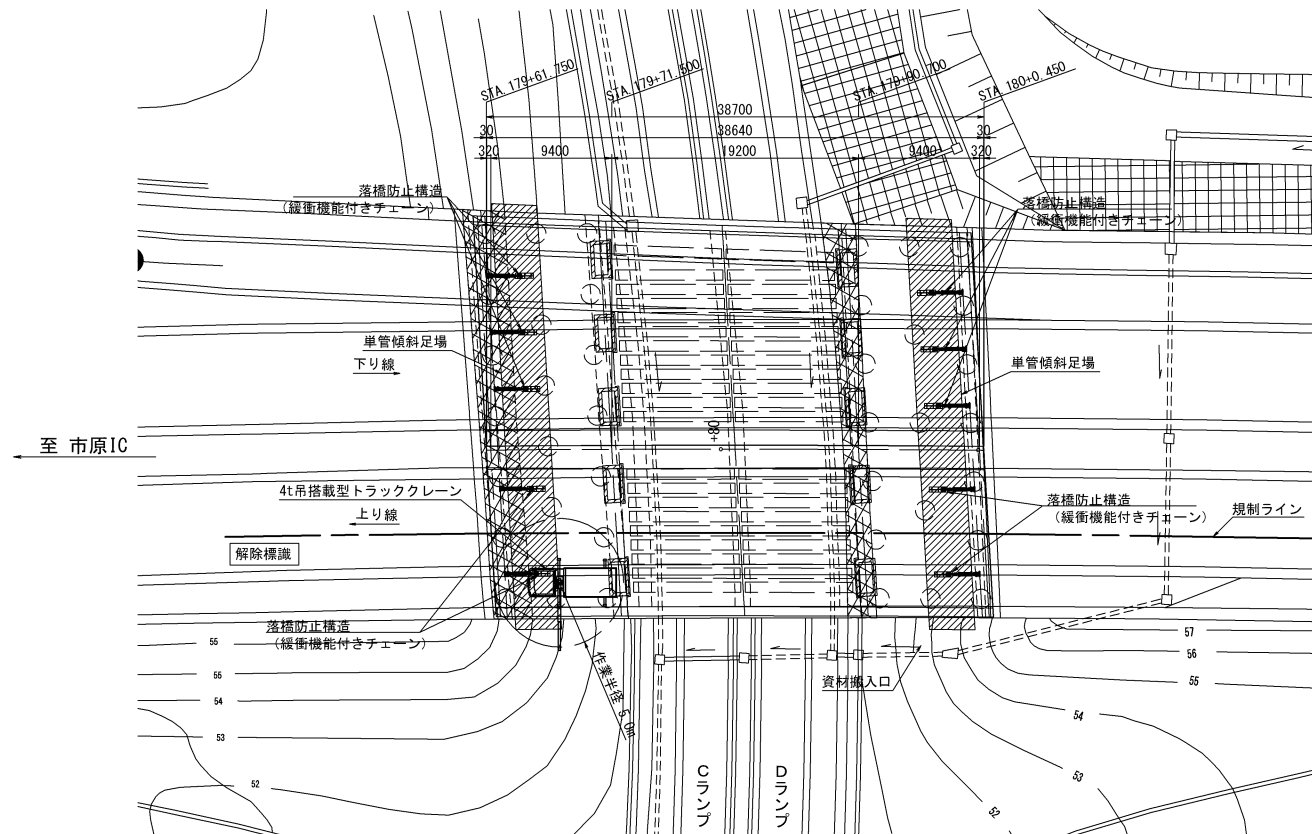 STA 179+61.750
STA 179+71.500
STA 179+90.700
STA 180+0.450
38700
30
38640
30
320
9400
19200
9400
320
落橋防止構造
(緩衝機能付きチェーン)
落橋防止構造
(緩衝機能付きチェーン)
単管傾斜足場
下り線
単管傾斜足場
+80
至 市原IC
4t吊搭載型トラッククレーン
上り線
落橋防止構造
(緩衝機能付きチェーン)
規制ライン
解除標識
落橋防止構造
(緩衝機能付きチェーン)
作業半径 5.0m
資材搬入口
55
55
54
53
52
57
56
55
54
53
52
Cランプ
Dランプ